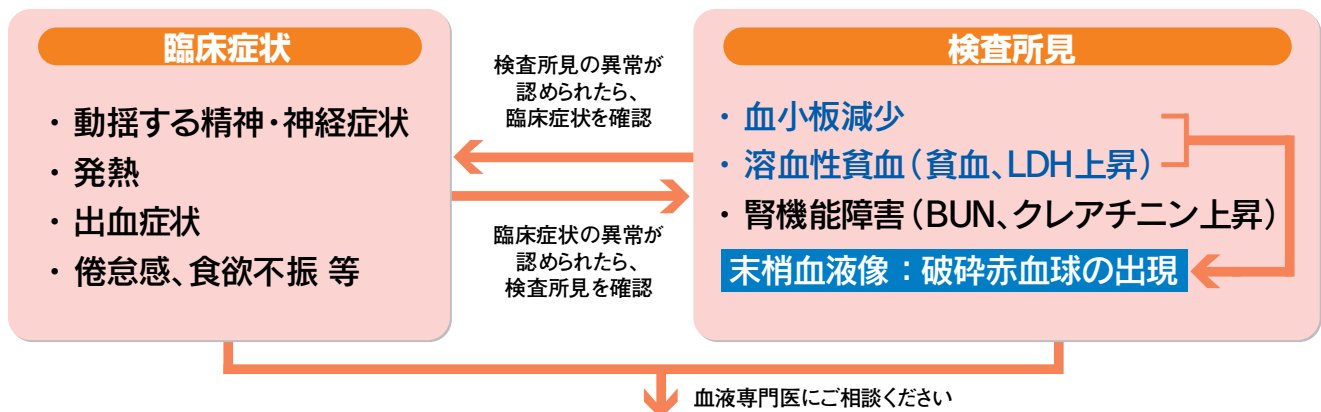 臨床症状
・ 動揺する精神・神経症状
・ 発熱
・ 出血症状
・ 倦怠感、食欲不振 等
検査所見の異常が
認められたら、
臨床症状を確認
臨床症状の異常が
認められたら、
検査所見を確認
検査所見
・ 血小板減少
・ 溶血性貧血（貧血、LDH上昇）
・ 腎機能障害（BUN、クレアチニン上昇）
末梢血液像：破砕赤血球の出現
血液専門医にご相談ください